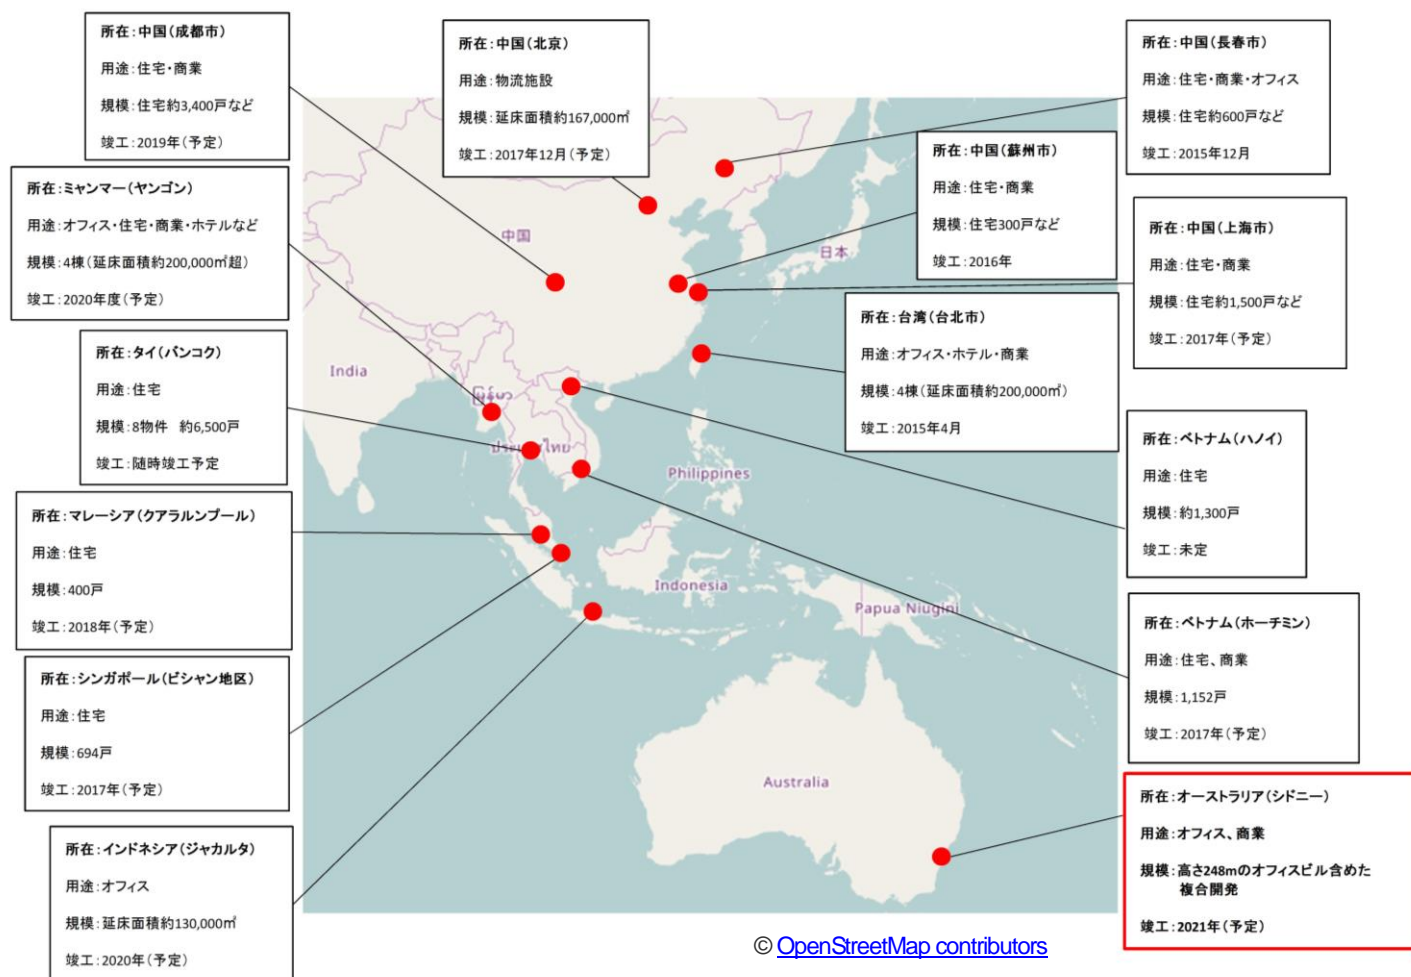 所在：中国（成都市）
用途：住宅・商業
規模：住宅約3,400戸など
竣工：2019年（予定）
所在：中国（北京）
用途：物流施設
規模：延床面積約167,000㎡
竣工：2017年12月（予定）
所在：中国（長春市）
用途：住宅・商業・オフィス
規模：住宅約600戸など
竣工：2015年12月
所在：中国（蘇州市）
用途：住宅・商業
規模：住宅300戸など
竣工：2016年
所在：ミャンマー（ヤンゴン）
用途：オフィス・住宅・商業・ホテルなど
規模：4棟（延床面積約200,000㎡超）
竣工：2020年度（予定）
所在：中国（上海市）
用途：住宅・商業
規模：住宅約1,500戸など
竣工：2017年（予定）
所在：台湾（台北市）
用途：オフィス・ホテル・商業
規模：4棟（延床面積約200,000㎡）
竣工：2015年4月
所在：タイ（バンコク）
用途：住宅
規模：8物件　約6,500戸
竣工：随時竣工予定
所在：ベトナム（ハノイ）
用途：住宅
規模：約1,300戸
竣工：未定
所在：マレーシア（クアラルンプール）
用途：住宅
規模：400戸
竣工：2018年（予定）
所在：ベトナム（ホーチミン）
用途：住宅、商業
規模：1,152戸
竣工：2017年（予定）
所在：シンガポール（ビシャン地区）
用途：住宅
規模：694戸
竣工：2017年（予定）
所在：オーストラリア（シドニー）
用途：オフィス、商業
規模：高さ248mのオフィスビル含めた
複合開発
竣工：2021年（予定）
所在：インドネシア（ジャカルタ）
用途：オフィス
規模：延床面積約130,000㎡
竣工：2020年（予定）
中国
日本
India
Philippines
Indonesia
Papua Niugini
Australia
© OpenStreetMap contributors